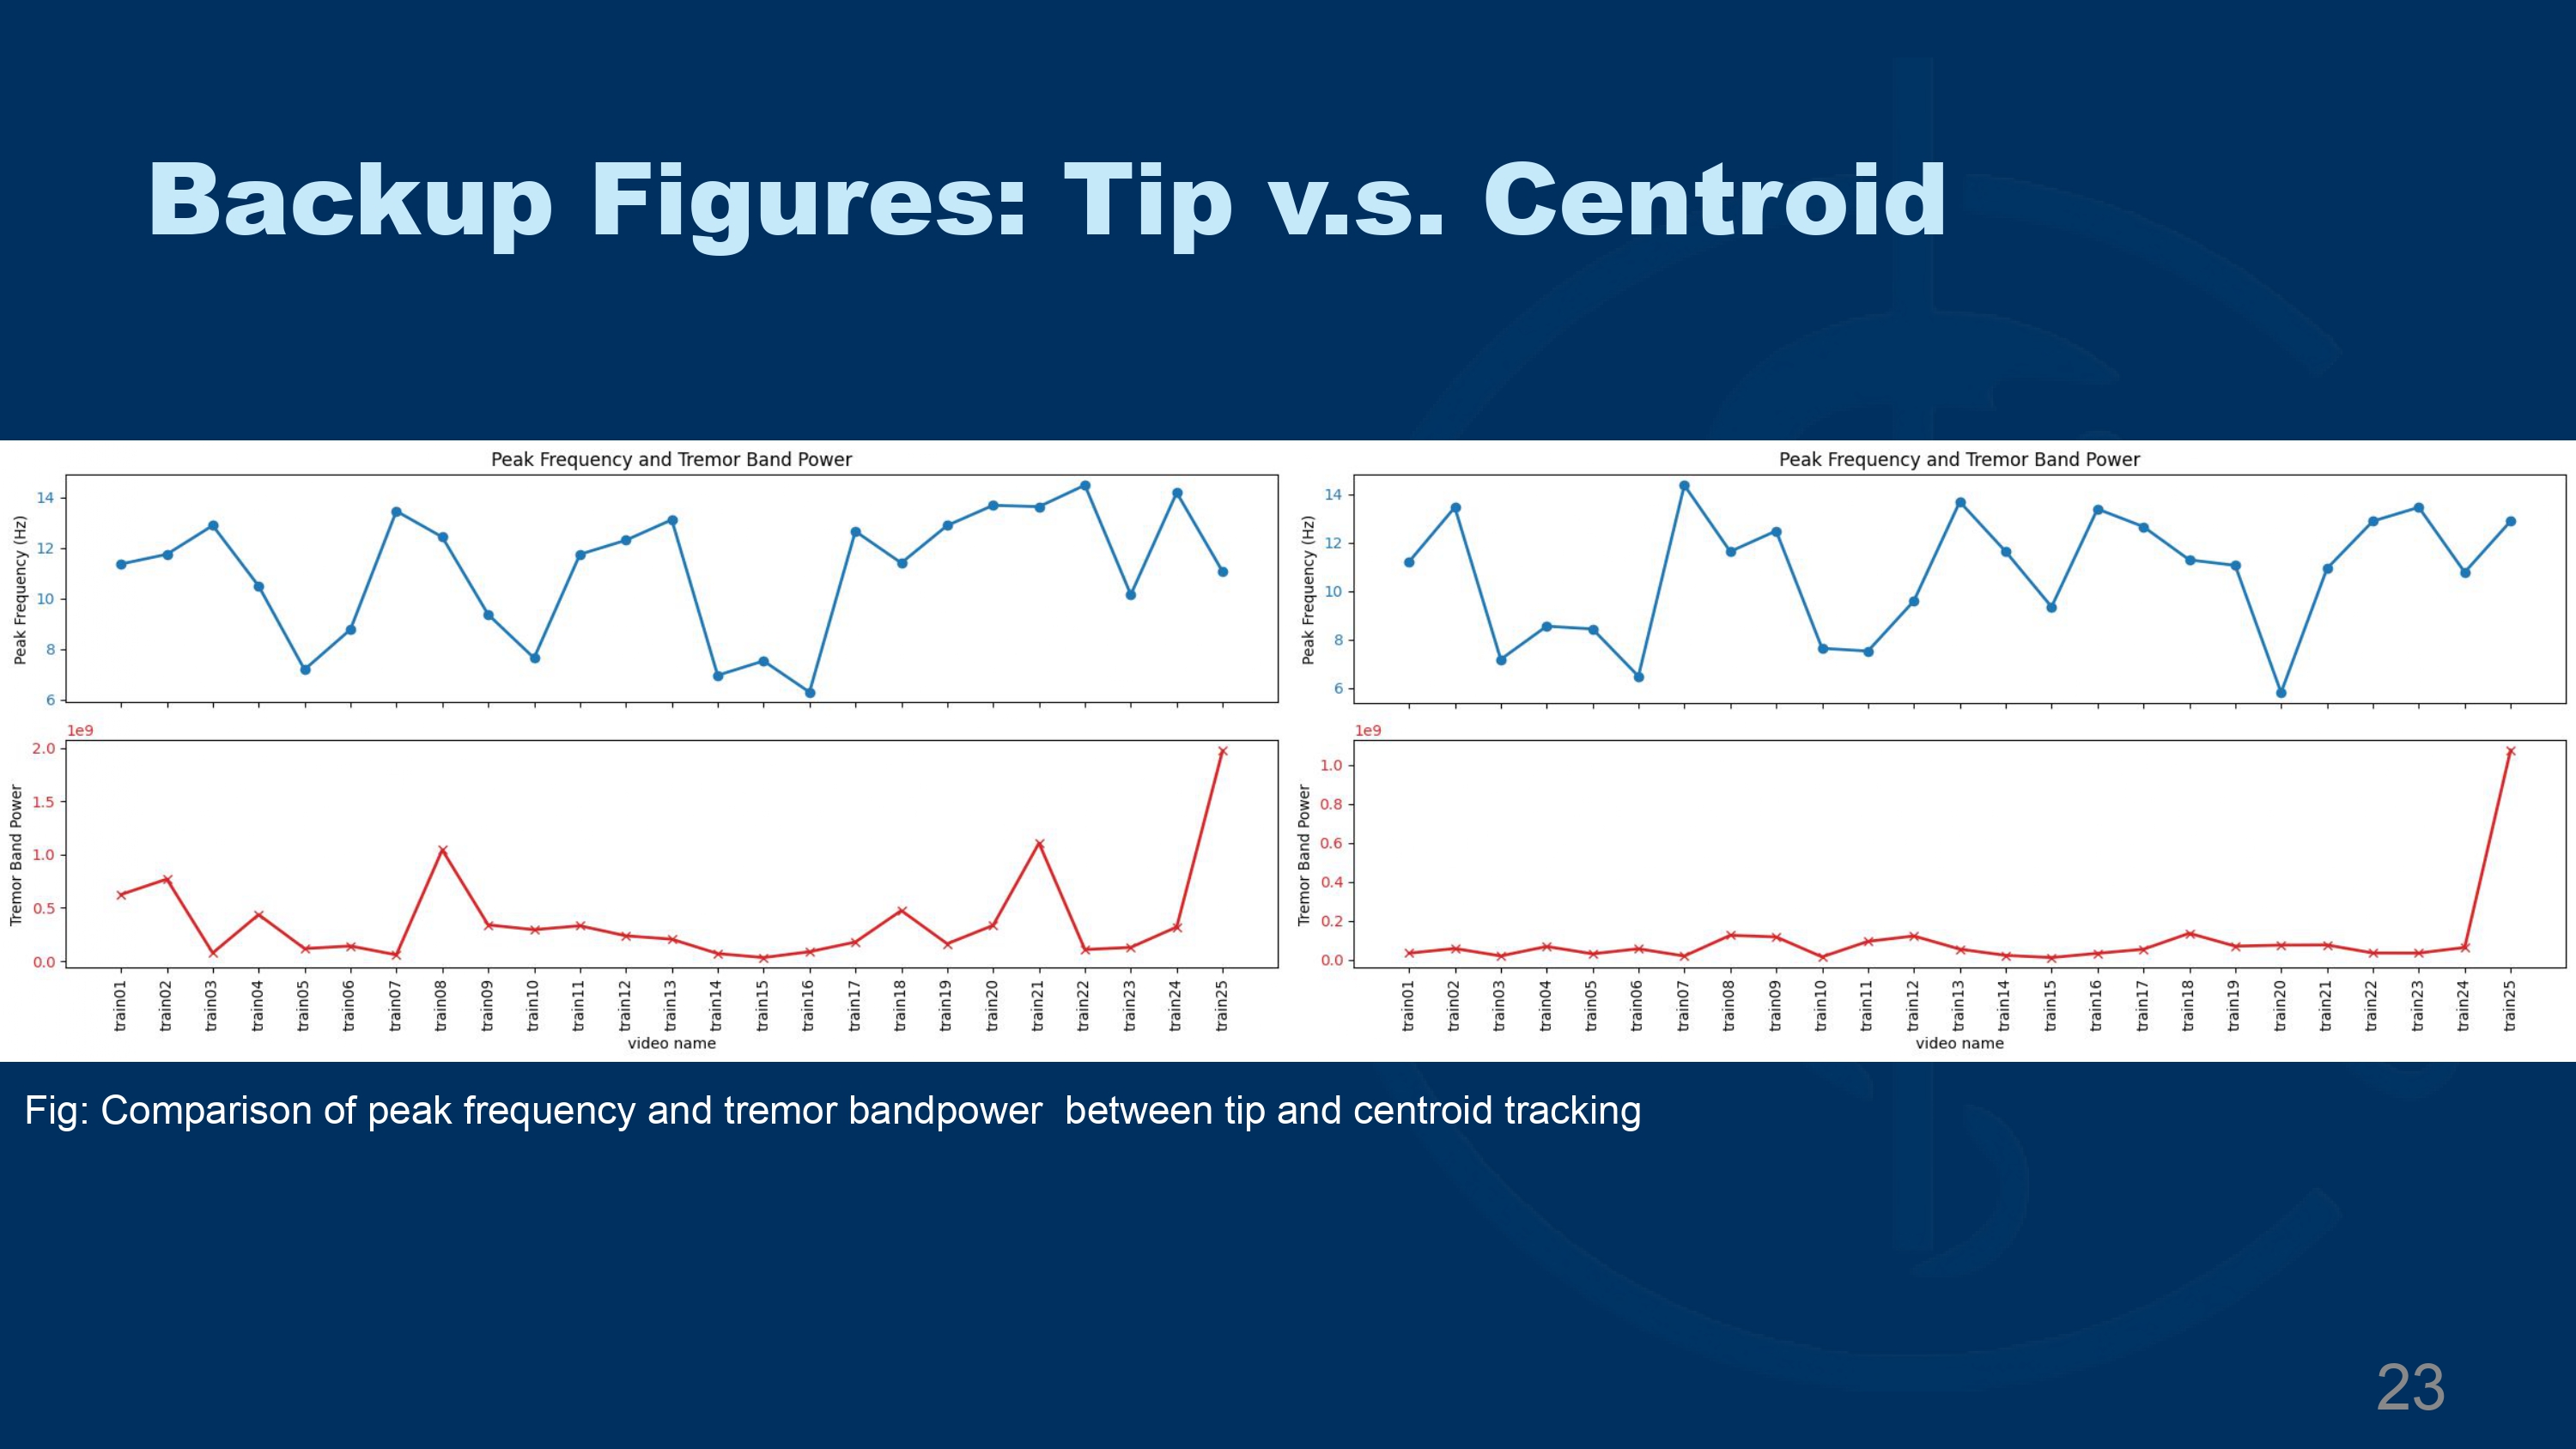 Backup Figures: Tip v.s. Centroid
Peak Frequency and Tremor Band Power
Peak Frequency (Hz)
14
12
10
8
6
1e9
Tremor Band Power
2.0
1.5
1.0
0.5
0.0
train01 train02 train03 train04 train05 train06 train07 train08 train09 train10 train11 train12 train13 train14 train15 train16 train17 train18 train19 train20 train21 train22 train23 train24 train25
video name
Peak Frequency and Tremor Band Power
Peak Frequency (Hz)
14
12
10
8
6
1e9
Tremor Band Power
1.0
0.8
0.6
0.4
0.2
0.0
train01 train02 train03 train04 train05 train06 train07 train08 train09 train10 train11 train12 train13 train14 train15 train16 train17 train18 train19 train20 train21 train22 train23 train24 train25
video name
Fig: Comparison of peak frequency and tremor bandpower  between tip and centroid tracking
23